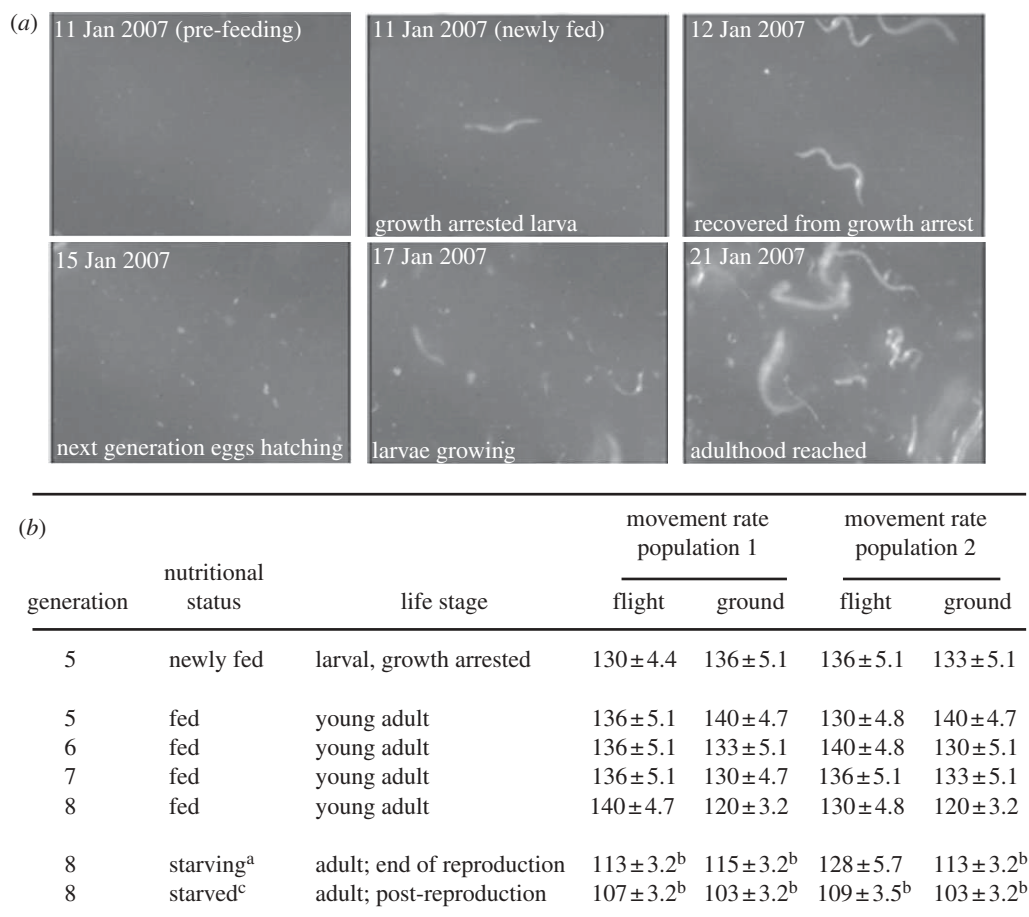 (a)
11 Jan 2007 (pre-feeding)
11 Jan 2007 (newly fed)
growth arrested larva
12 Jan 2007
recovered from growth arrest
15 Jan 2007
next generation eggs hatching
17 Jan 2007
larvae growing
21 Jan 2007
adulthood reached
(b)
movement rate population 1 movement rate population 2
generation nutritional status life stage flight ground flight ground
5 newly fed larval, growth arrested 130±4.4 136±5.1 136±5.1 133±5.1
5 fed young adult 136±5.1 140±4.7 130±4.8 140±4.7
6 fed young adult 136±5.1 133±5.1 140±4.8 130±5.1
7 fed young adult 136±5.1 130±4.7 136±5.1 133±5.1
8 fed young adult 140±4.7 120±3.2 130±4.8 120±3.2
8 starvingᵃ adult; end of reproduction 113±3.2ᵇ 115±3.2ᵇ 128±5.7 113±3.2ᵇ
8 starvedᶜ adult; post-reproduction 107±3.2ᵇ 103±3.2ᵇ 109±3.5ᵇ 103±3.2ᵇ